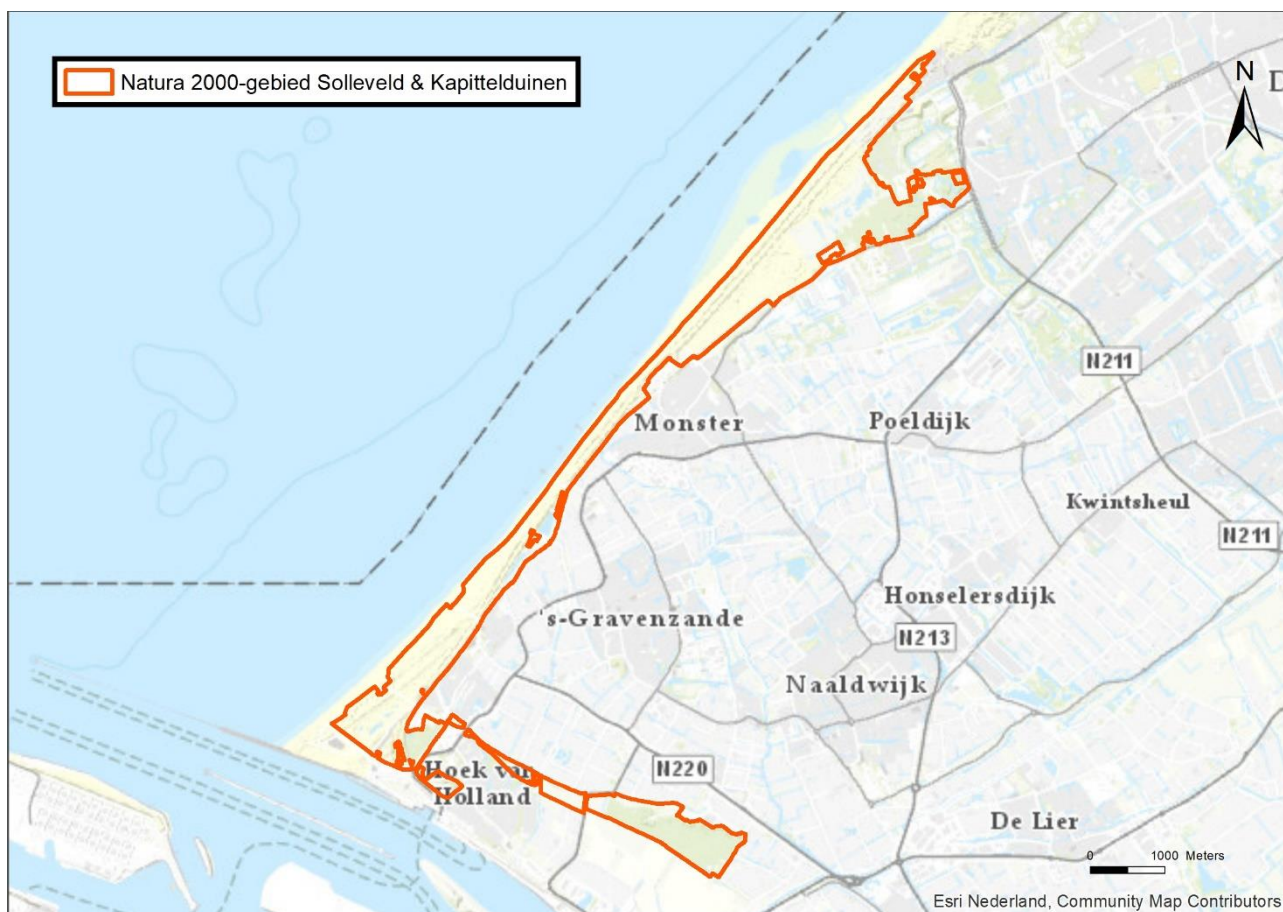 Natura 2000-gebied Solleveld & Kapittelduinen
N
D
N211
Monster
Poeldijk
Kwintsheul
N211
Honselersdijk
's-Gravenzande
N213
Naaldwijk
N220
Hoek van
Holland
De Lier
0 1000 Meters
Esri Nederland, Community Map Contributors